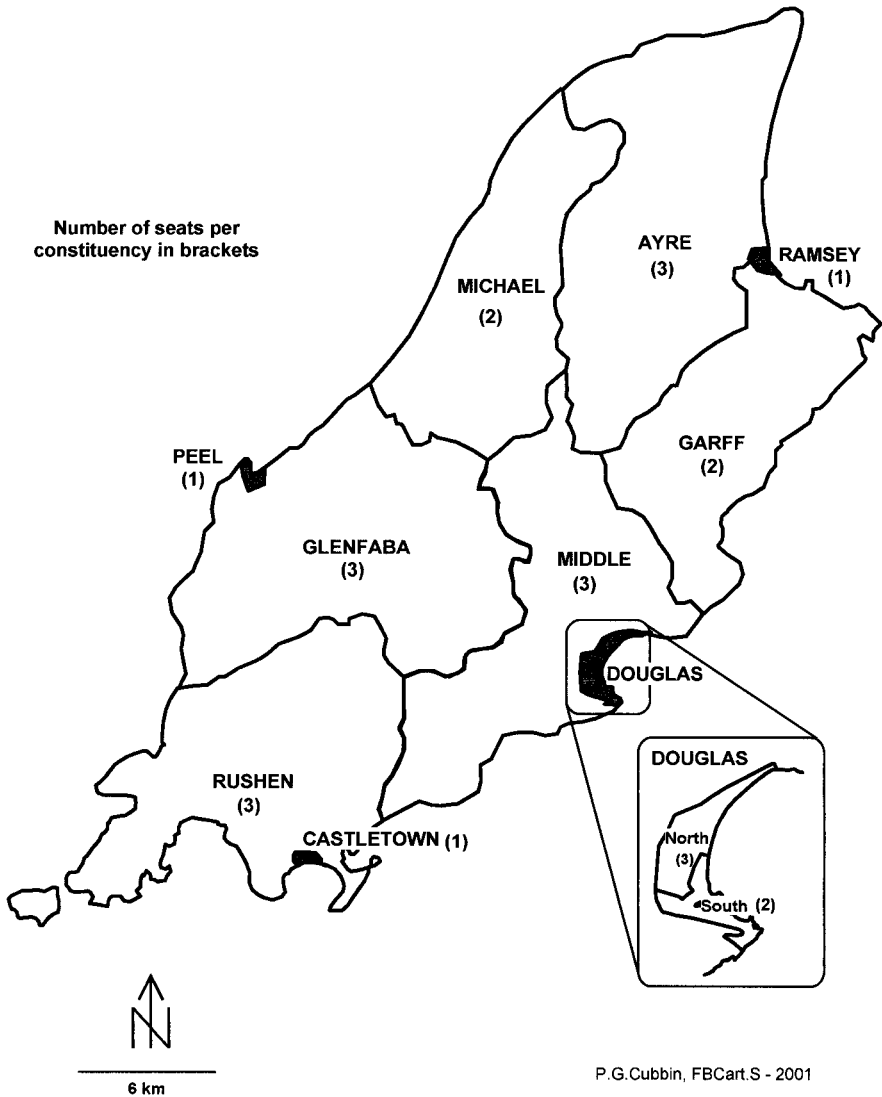 Number of seats per
constituency in brackets
AYRE
(3)
RAMSEY
(1)
MICHAEL
(2)
PEEL
(1)
GARFF
(2)
GLENFABA
(3)
MIDDLE
(3)
DOUGLAS
RUSHEN
(3)
CASTLETOWN (1)
DOUGLAS
North
(3)
South (2)
N
6 km
P.G.Cubbin, FBCart.S - 2001